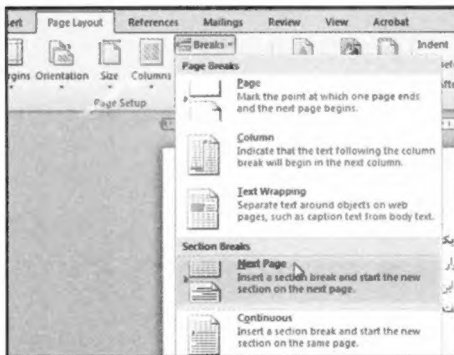 sert Page Layout References Mailings Review View Acrobat
Breaks
Indent
rgins Orientation Size Columns
Page Setup
Page Breaks
Page
Mark the point at which one page ends
and the next page begins.
Column
Indicate that the text following the column
break will begin in the next column.
Text Wrapping
Separate text around objects on web
pages, such as caption text from body text.
Section Breaks
Next Page
Insert a section break and start the new
section on the next page.
Continuous
Insert a section break and start the new
section on the same page.